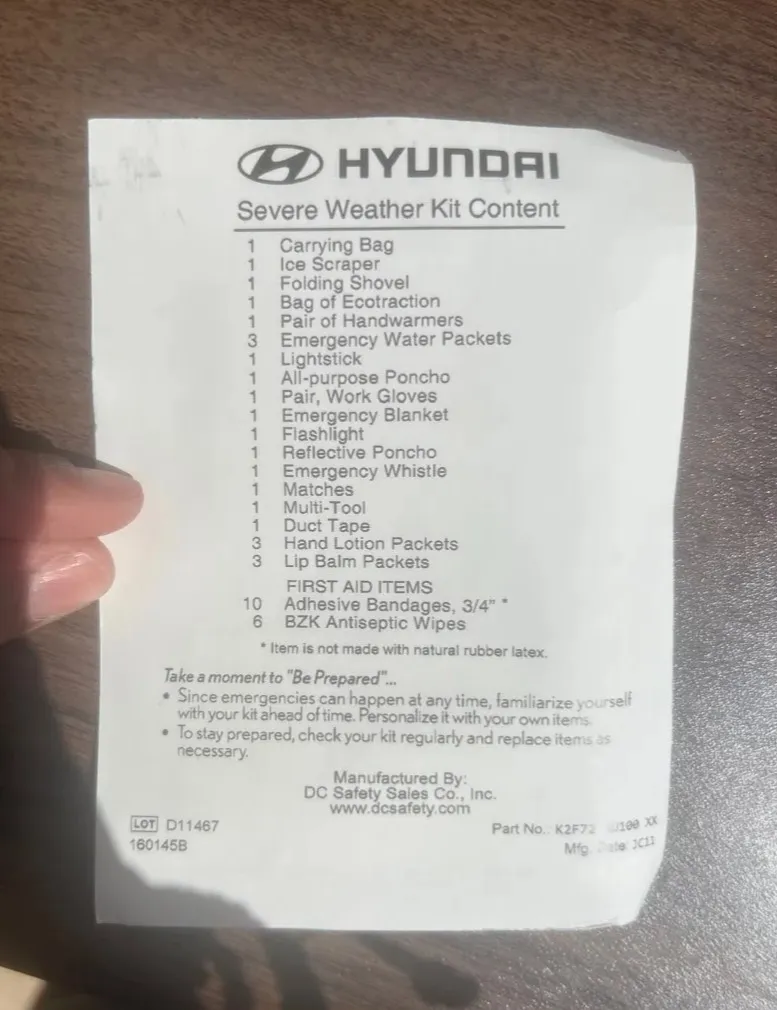 HYUNDAI
Severe Weather Kit Content
1 Carrying Bag
1 Ice Scraper
1 Folding Shovel
1 Bag of Ecotraction
1 Pair of Handwarmers
3 Emergency Water Packets
1 Lightstick
1 All-purpose Poncho
1 Pair, Work Gloves
1 Emergency Blanket
1 Flashlight
1 Reflective Poncho
1 Emergency Whistle
1 Matches
1 Multi-Tool
1 Duct Tape
3 Hand Lotion Packets
3 Lip Balm Packets
FIRST AID ITEMS
10 Adhesive Bandages, 3/4" *
6 BZK Antiseptic Wipes
* Item is not made with natural rubber latex.
Take a moment to "Be Prepared"...
• Since emergencies can happen at any time, familiarize yourself
with your kit ahead of time. Personalize it with your own items.
• To stay prepared, check your kit regularly and replace items as
necessary.
Manufactured By:
DC Safety Sales Co., Inc.
www.dcsafety.com
LOT D11467
160145B
Part No.: K2F72 XX
Mfg. Date